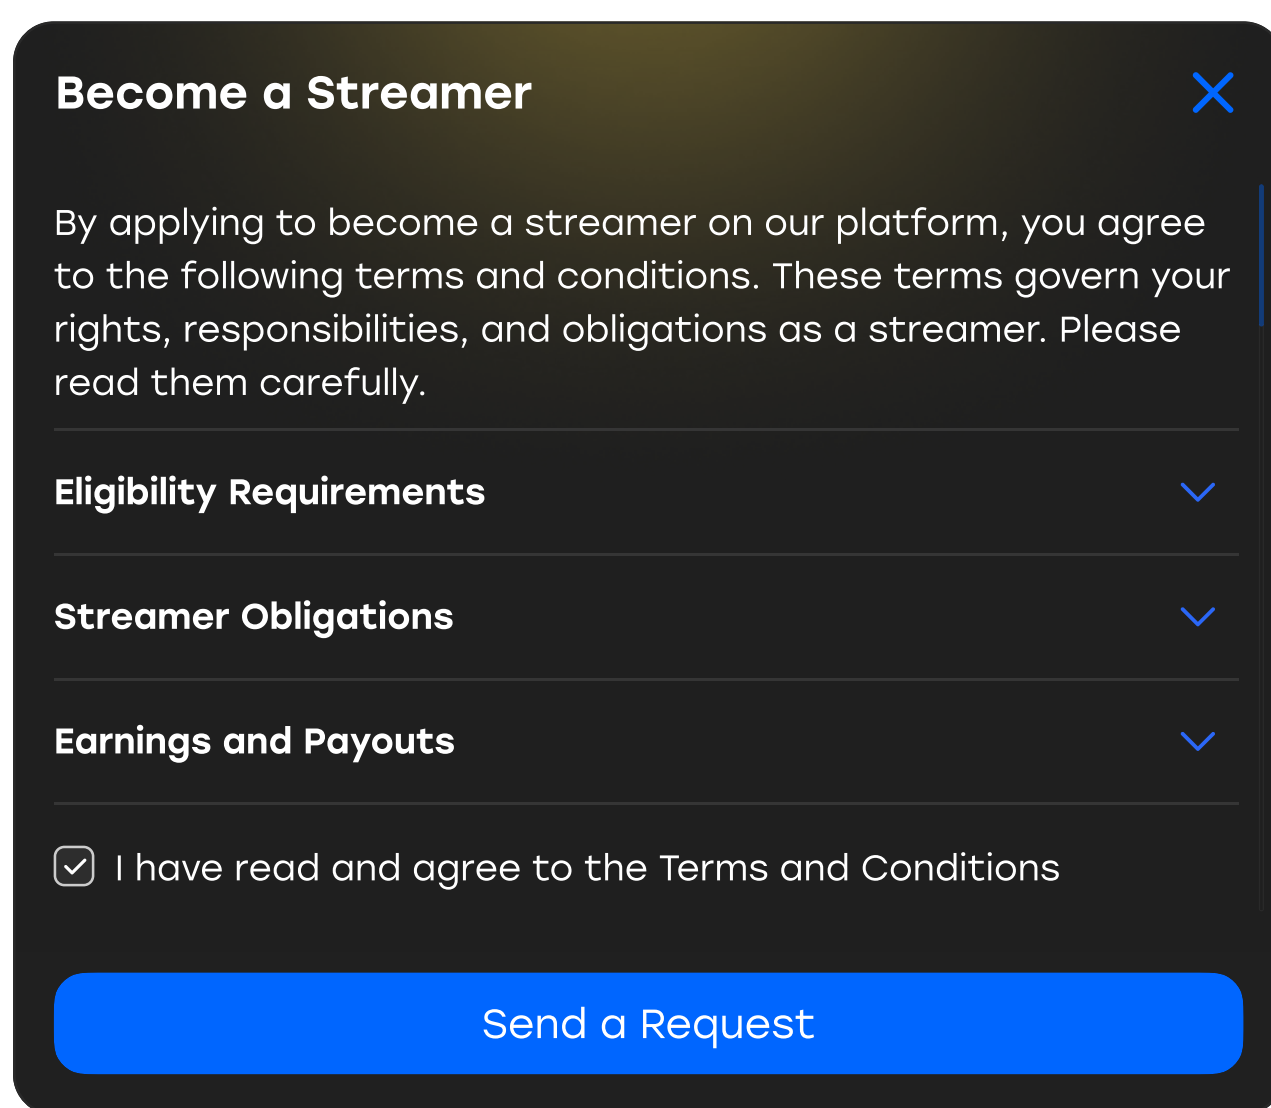 Become a Streamer
By applying to become a streamer on our platform, you agree
to the following terms and conditions. These terms govern your
rights, responsibilities, and obligations as a streamer. Please
read them carefully.
Eligibility Requirements
Streamer Obligations
Earnings and Payouts
I have read and agree to the Terms and Conditions
Send a Request